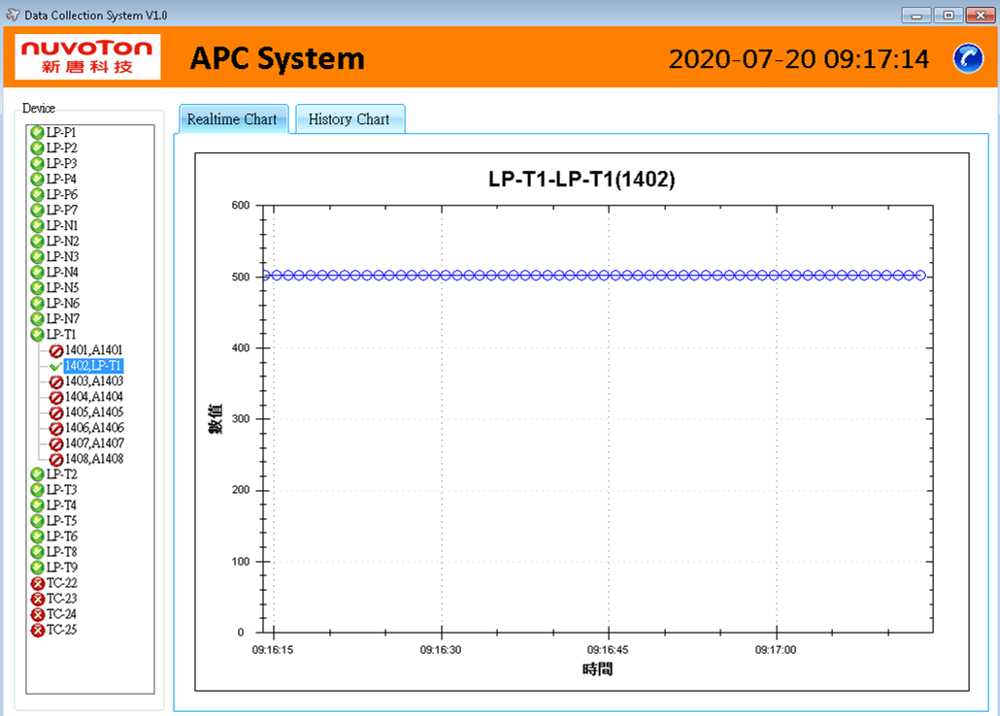 Data Collection System V1.0
nuvoTon
新唐科技
APC System
2020-07-20 09:17:14
Device
LP-P1
LP-P2
LP-P3
LP-P4
LP-P6
LP-P7
LP-N1
LP-N2
LP-N3
LP-N4
LP-N5
LP-N6
LP-N7
LP-T1
1401,A1401
1402,LP-T1
1403,A1403
1404,A1404
1405,A1405
1406,A1406
1407,A1407
1408,A1408
LP-T2
LP-T3
LP-T4
LP-T5
LP-T6
LP-T8
LP-T9
TC-22
TC-23
TC-24
TC-25
Realtime Chart
History Chart
LP-T1-LP-T1(1402)
600
500
400
300
200
100
0
數值
09:16:15
09:16:30
09:16:45
09:17:00
時間